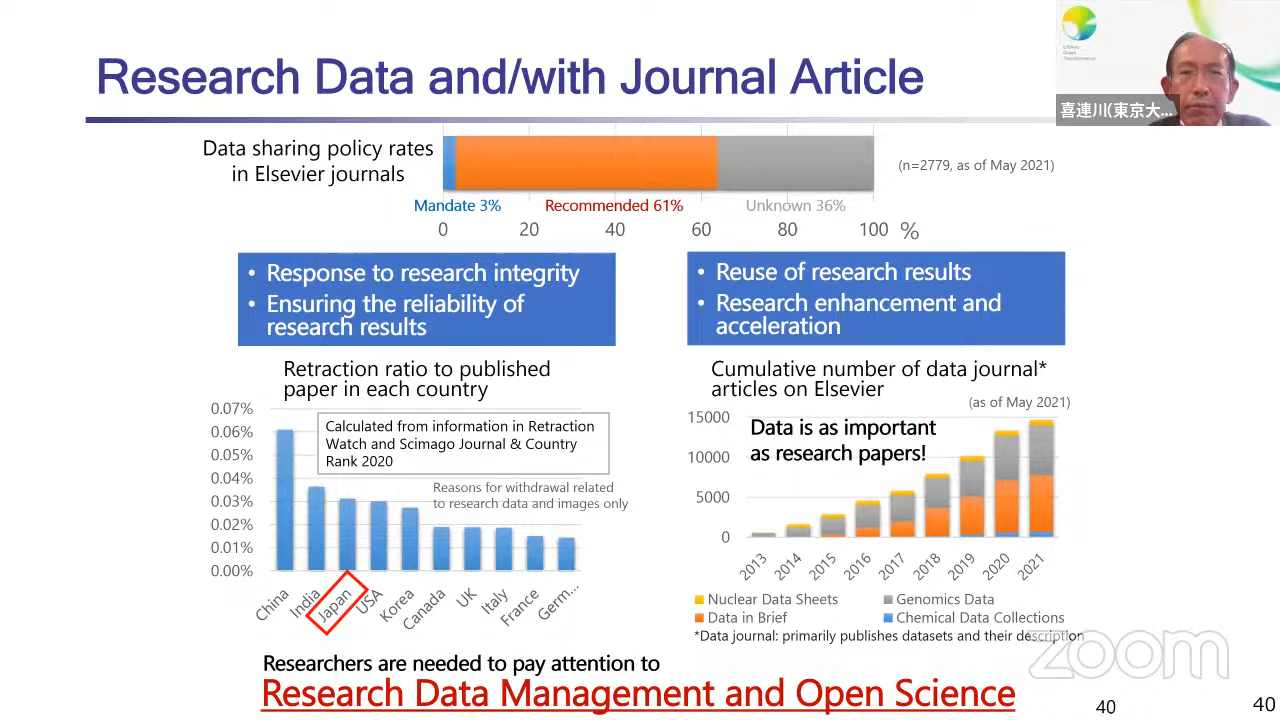 Research Data and/with Journal Article
喜連川(東京大...
Data sharing policy rates
in Elsevier journals
(n=2779, as of May 2021)
Mandate 3%
Recommended 61%
Unknown 36%
0 20 40 60 80 100 %
• Response to research integrity
• Ensuring the reliability of
research results
• Reuse of research results
• Research enhancement and
acceleration
Retraction ratio to published
paper in each country
0.07%
0.06%
0.05%
0.04%
0.03%
0.02%
0.01%
0.00%
Calculated from information in Retraction
Watch and Scimago Journal & Country
Rank 2020
Reasons for withdrawal related
to research data and images only
China India Japan USA Korea Canada UK Italy France Germ...
Cumulative number of data journal*
articles on Elsevier
(as of May 2021)
15000
10000
5000
0
Data is as important
as research papers!
2013 2014 2015 2016 2017 2018 2019 2020 2021
Nuclear Data Sheets
Genomics Data
Data in Brief
Chemical Data Collections
*Data journal: primarily publishes datasets and their description
zoom
Researchers are needed to pay attention to
Research Data Management and Open Science
40
40